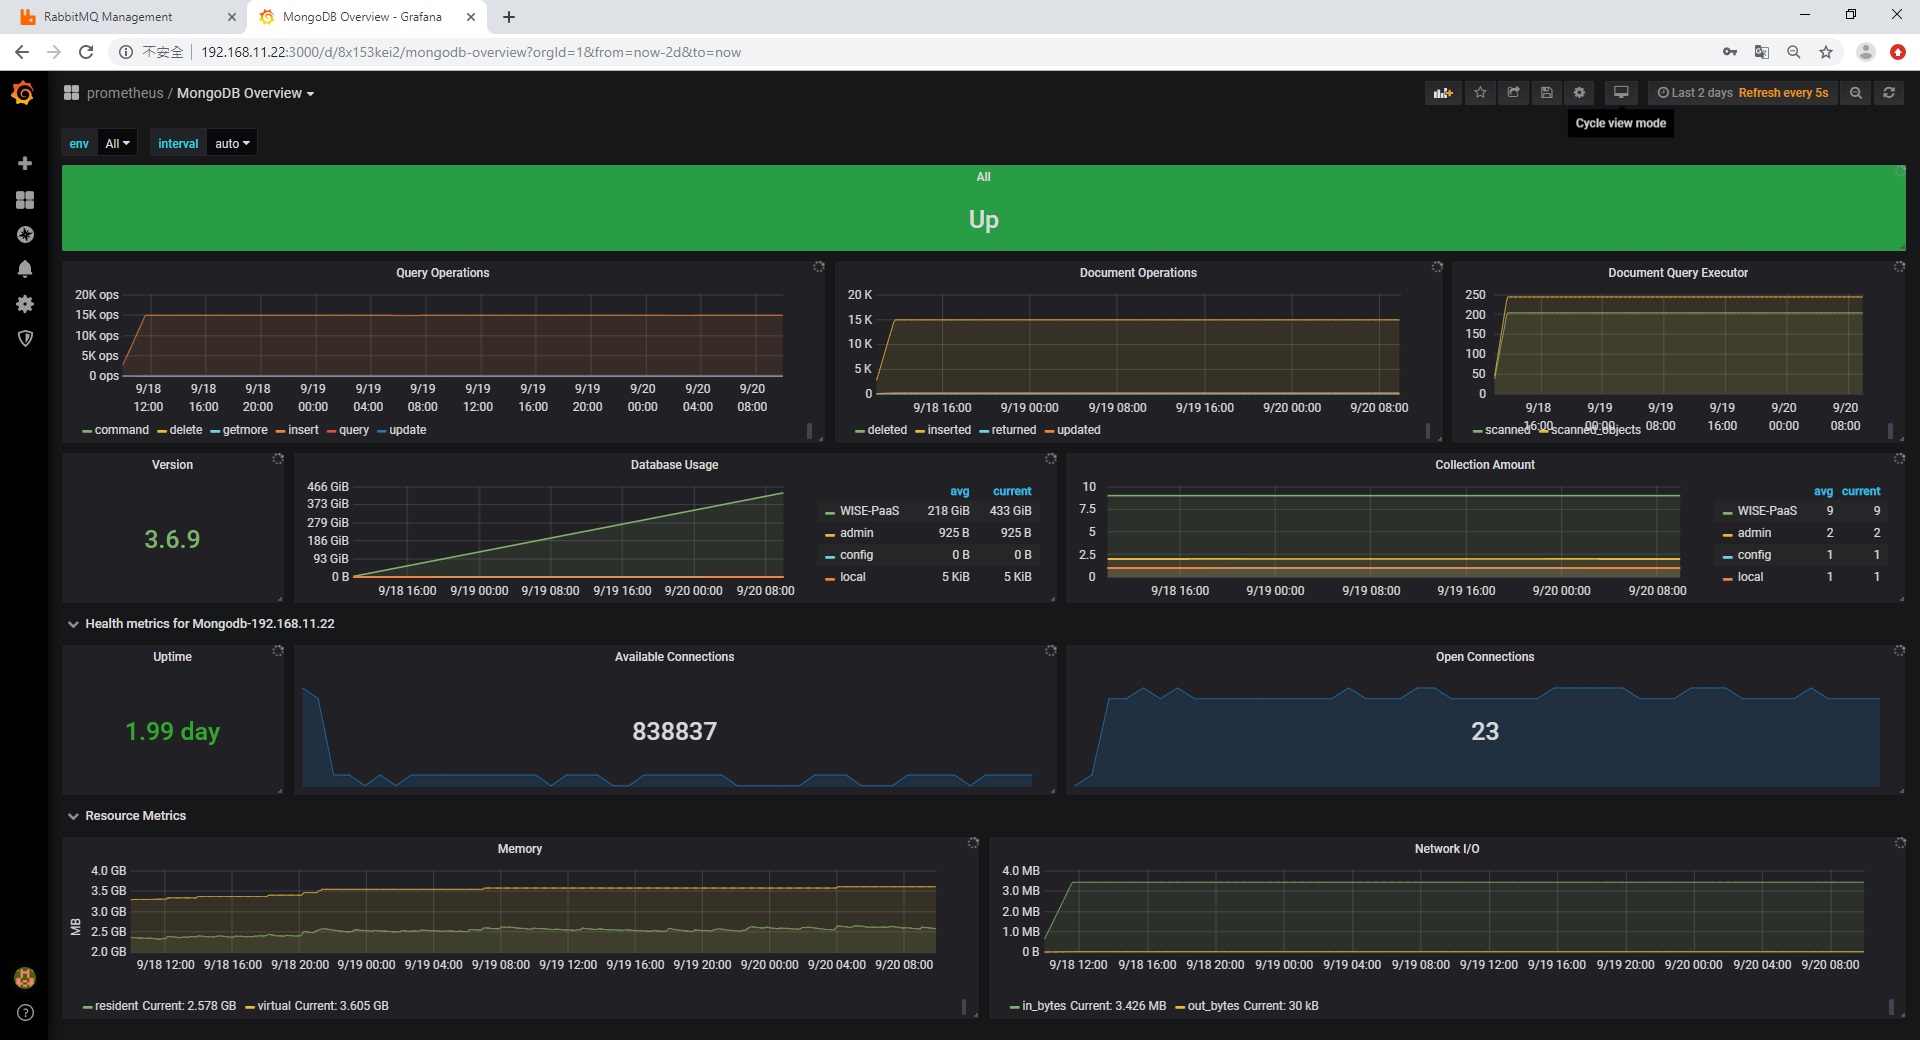 RabbitMQ Management
MongoDB Overview - Grafana
不安全 192.168.11.22:3000/d/8x153kei2/mongodb-overview?orgId=1&from=now-2d&to=now
prometheus / MongoDB Overview
Last 2 days Refresh every 5s
Cycle view mode
env All interval auto
All
Up
Query Operations
20K ops
15K ops
10K ops
5K ops
0 ops
9/18 9/18 9/18 9/19 9/19 9/19 9/19 9/19 9/19 9/20 9/20 9/20
12:00 16:00 20:00 00:00 04:00 08:00 12:00 16:00 20:00 00:00 04:00 08:00
command delete getmore insert query update
Document Operations
20 K
15 K
10 K
5 K
0
9/18 16:00 9/19 00:00 9/19 08:00 9/19 16:00 9/20 00:00 9/20 08:00
deleted inserted returned updated
Document Query Executor
250
200
150
100
50
0
9/18 9/19 9/19 9/19 9/20 9/20
16:00 00:00 08:00 16:00 00:00 08:00
scanned scanned_objects
Version
3.6.9
Database Usage
466 GiB
373 GiB
279 GiB
186 GiB
93 GiB
0 B
9/18 16:00 9/19 00:00 9/19 08:00 9/19 16:00 9/20 00:00 9/20 08:00
avg current
WISE-PaaS 218 GiB 433 GiB
admin 925 B 925 B
config 0 B 0 B
local 5 KiB 5 KiB
Collection Amount
10
7.5
5
2.5
0
9/18 16:00 9/19 00:00 9/19 08:00 9/19 16:00 9/20 00:00 9/20 08:00
avg current
WISE-PaaS 9 9
admin 2 2
config 1 1
local 1 1
Health metrics for Mongodb-192.168.11.22
Uptime
1.99 day
Available Connections
838837
Open Connections
23
Resource Metrics
Memory
MB
4.0 GB
3.5 GB
3.0 GB
2.5 GB
2.0 GB
9/18 12:00 9/18 16:00 9/18 20:00 9/19 00:00 9/19 04:00 9/19 08:00 9/19 12:00 9/19 16:00 9/19 20:00 9/20 00:00 9/20 04:00 9/20 08:00
resident Current: 2.578 GB virtual Current: 3.605 GB
Network I/O
4.0 MB
3.0 MB
2.0 MB
1.0 MB
0 B
9/18 12:00 9/18 16:00 9/18 20:00 9/19 00:00 9/19 04:00 9/19 08:00 9/19 12:00 9/19 16:00 9/19 20:00 9/20 00:00 9/20 04:00 9/20 08:00
in_bytes Current: 3.426 MB out_bytes Current: 30 kB